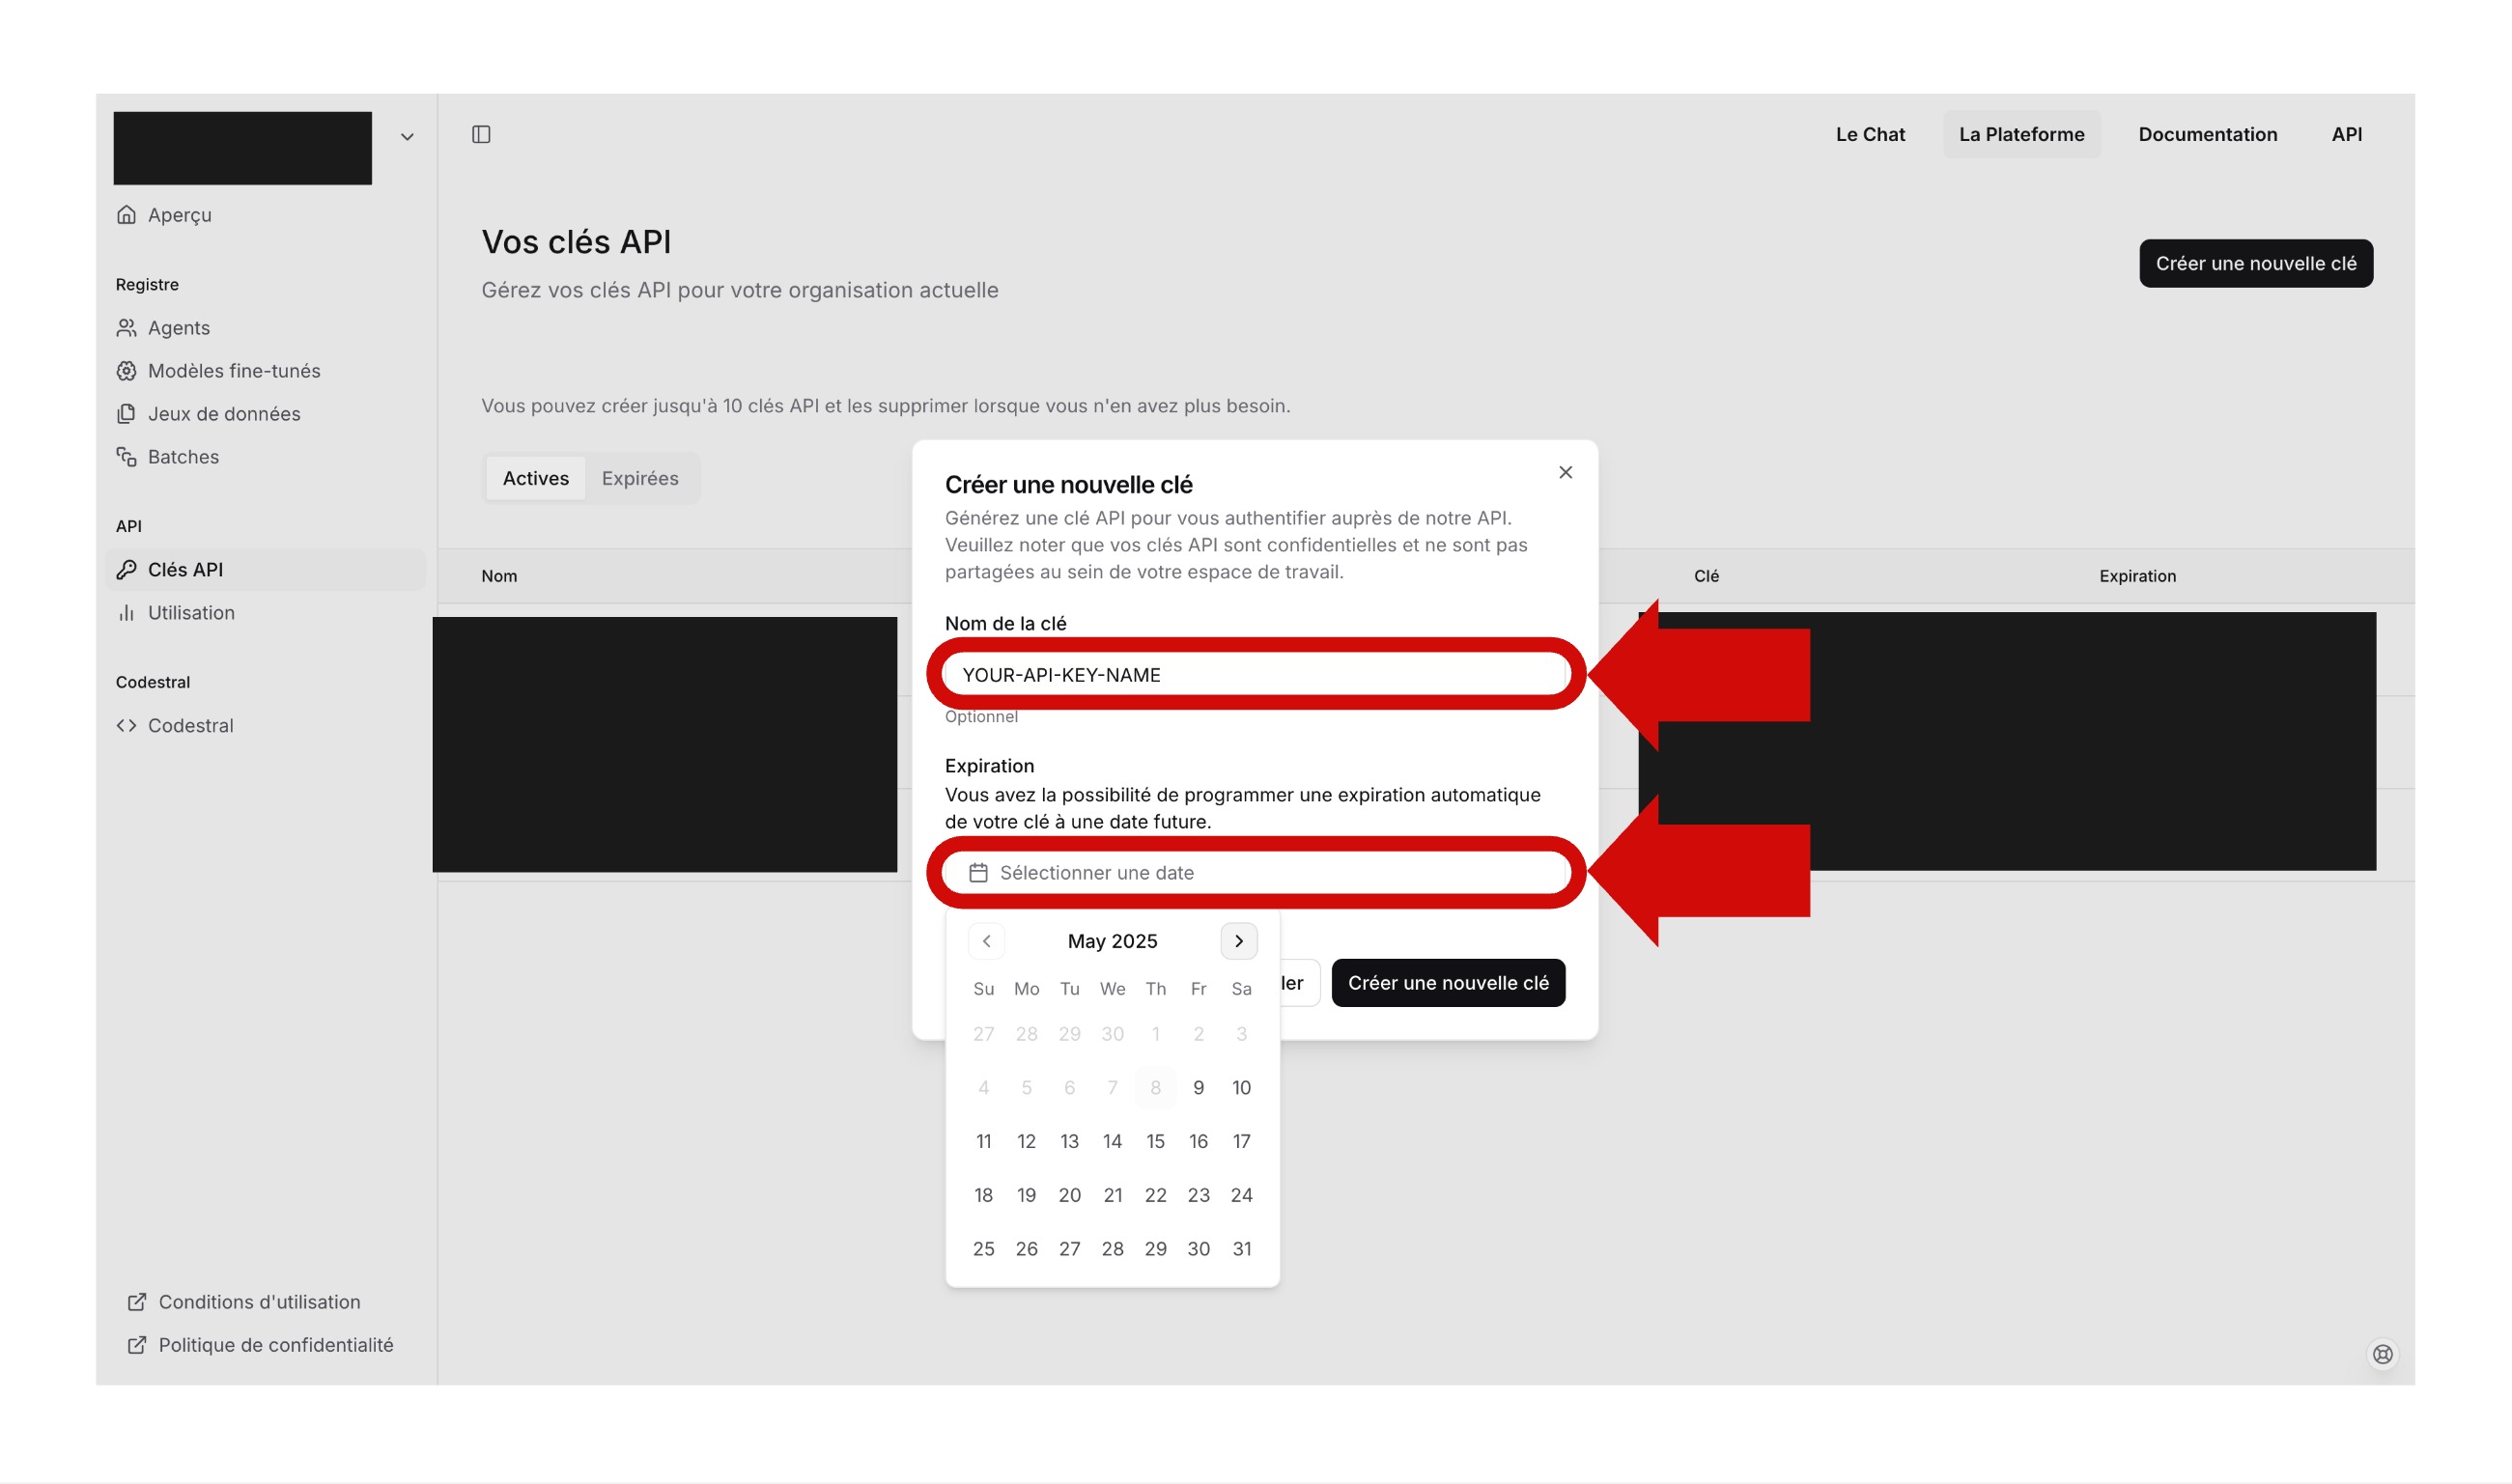 Le Chat La Plateforme Documentation API
Aperçu
Registre
Agents
Modèles fine-tunés
Jeux de données
Batches
API
Clés API
Utilisation
Codestral
Codestral
Conditions d'utilisation
Politique de confidentialité
Vos clés API
Gérez vos clés API pour votre organisation actuelle
Créer une nouvelle clé
Vous pouvez créer jusqu'à 10 clés API et les supprimer lorsque vous n'en avez plus besoin.
Actives Expirées
Nom Clé Expiration
Créer une nouvelle clé
Générez une clé API pour vous authentifier auprès de notre API.
Veuillez noter que vos clés API sont confidentielles et ne sont pas
partagées au sein de votre espace de travail.
Nom de la clé
YOUR-API-KEY-NAME
Optionnel
Expiration
Vous avez la possibilité de programmer une expiration automatique
de votre clé à une date future.
Sélectionner une date
May 2025
Su Mo Tu We Th Fr Sa
27 28 29 30 1 2 3
4 5 6 7 8 9 10
11 12 13 14 15 16 17
18 19 20 21 22 23 24
25 26 27 28 29 30 31
ler Créer une nouvelle clé